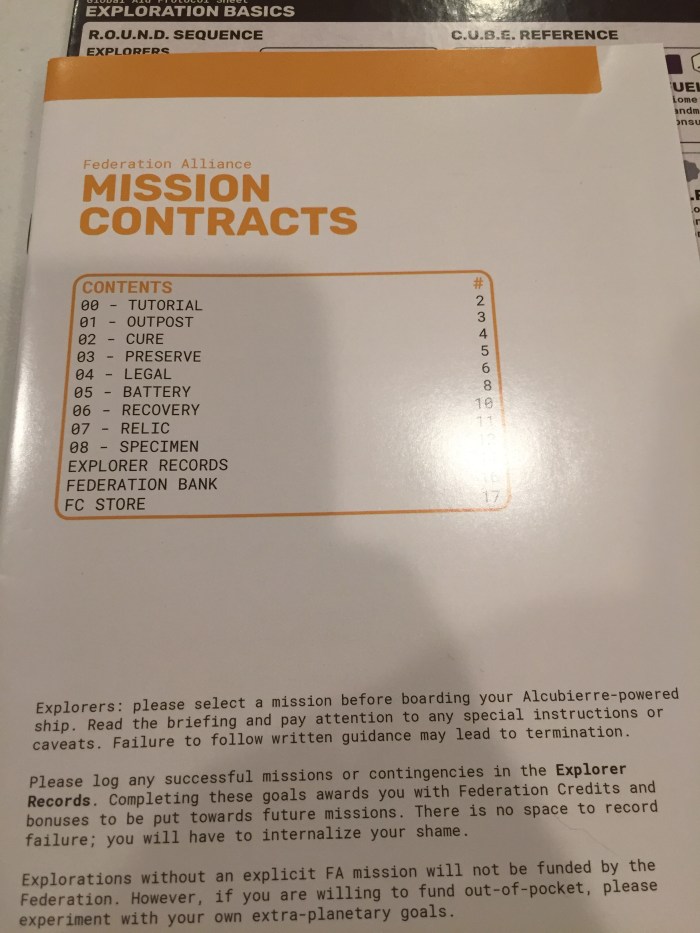 Global Aid Protocol Sheet
EXPLORATION BASICS
R.O.U.N.D. SEQUENCE
C.U.B.E. REFERENCE
EXPLORERS
Federation Alliance
MISSION
CONTRACTS
CONTENTS #
00 - TUTORIAL 2
01 - OUTPOST 3
02 - CURE 4
03 - PRESERVE 5
04 - LEGAL 6
05 - BATTERY 8
06 - RECOVERY 10
07 - RELIC 11
08 - SPECIMEN
EXPLORER RECORDS
FEDERATION BANK 16
FC STORE 17
Explorers: please select a mission before boarding your Alcubierre-powered
ship. Read the briefing and pay attention to any special instructions or
caveats. Failure to follow written guidance may lead to termination.
Please log any successful missions or contingencies in the Explorer
Records. Completing these goals awards you with Federation Credits and
bonuses to be put towards future missions. There is no space to record
failure; you will have to internalize your shame.
Explorations without an explicit FA mission will not be funded by the
Federation. However, if you are willing to fund out-of-pocket, please
experiment with your own extra-planetary goals.